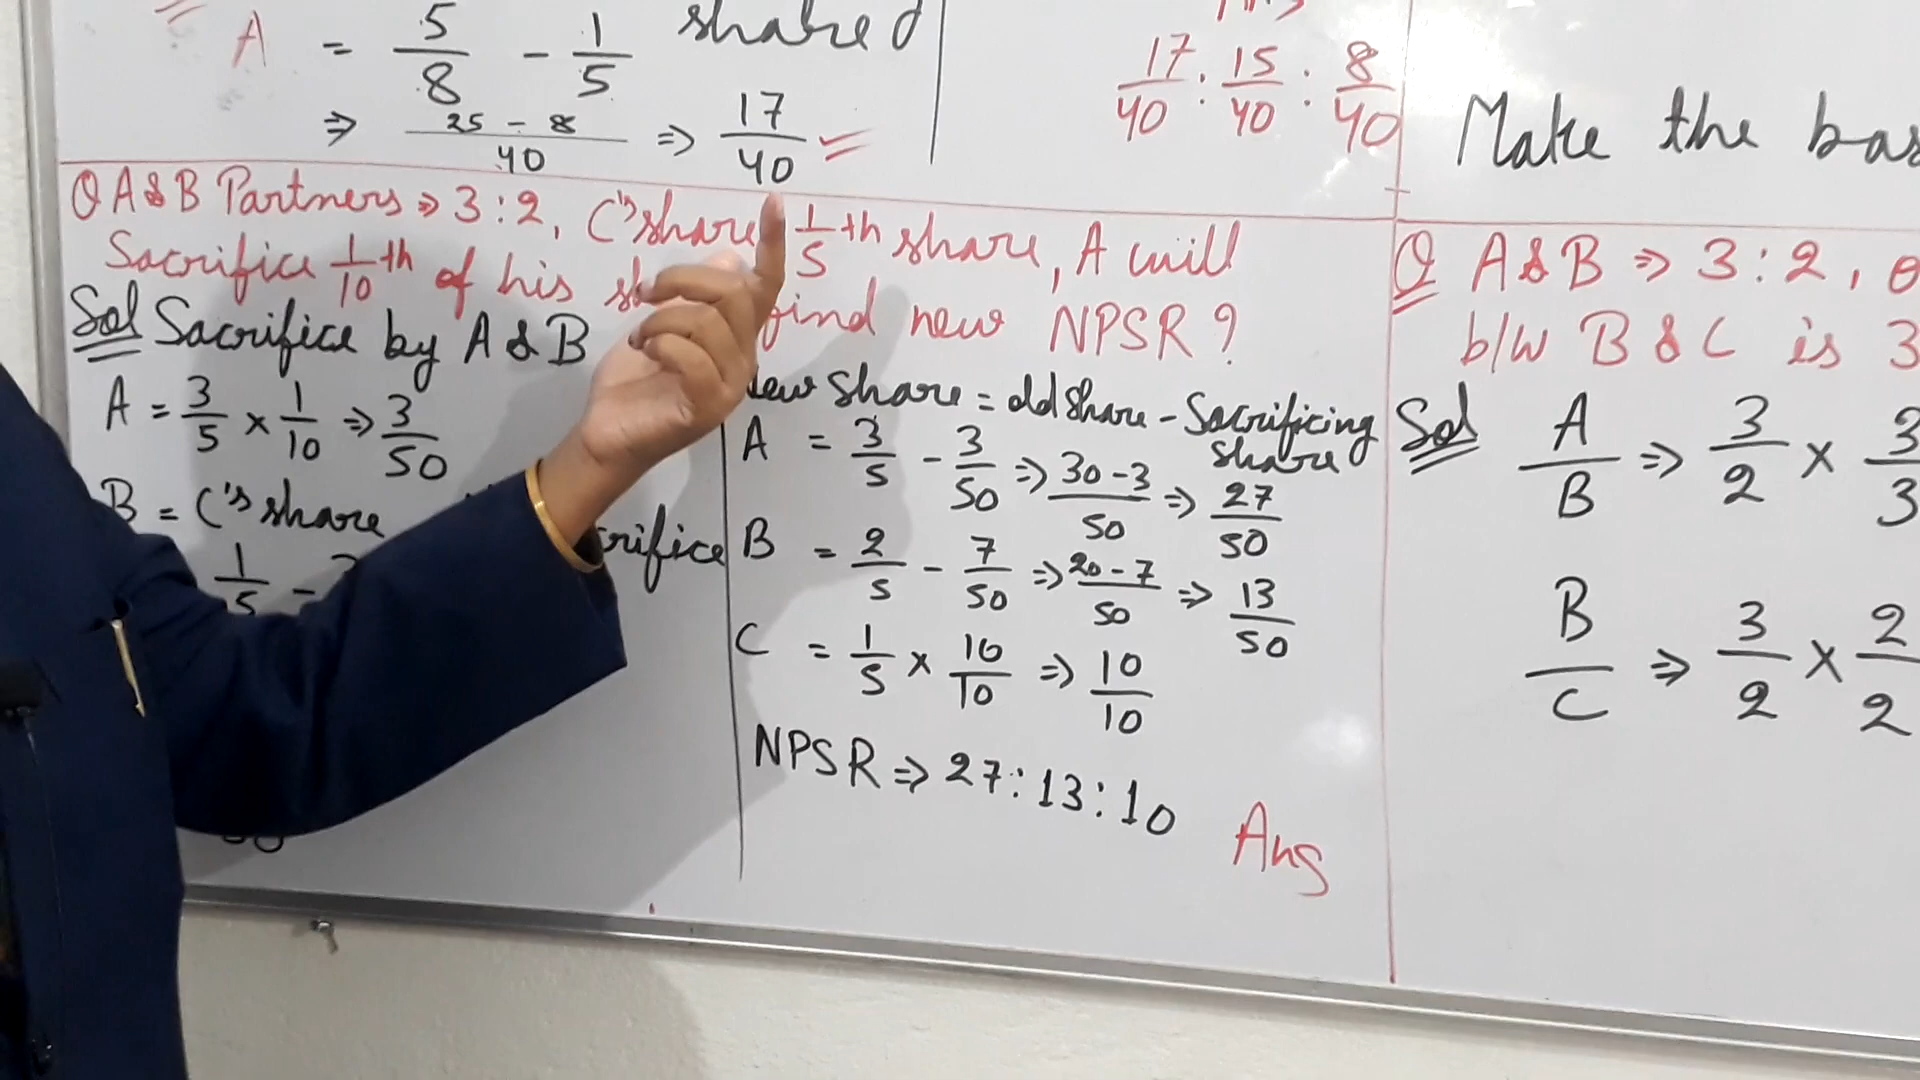 A = 5/8 - 1/5 share
⇒ 25 - 8 / 40 ⇒ 17/40
17/40 : 15/40 : 8/40
Make the bas
Q A & B Partners ⇒ 3:2, C's share 1/5 th share, A will
Sacrifice 1/10 th of his find new NPSR?
Sol Sacrifice by A & B
A = 3/5 × 1/10 ⇒ 3/50
B = C's share rifice
1/5 -
New Share = old Share - Sacrificing Share
A = 3/5 - 3/50 ⇒ 30-3/50 ⇒ 27/50
B = 2/5 - 7/50 ⇒ 20-7/50 ⇒ 13/50
C = 1/5 × 10/10 ⇒ 10/10
NPSR ⇒ 27:13:10
Ans
Q A & B ⇒ 3:2,
b/w B & C is 3
Sol A/B ⇒ 3/2 × 3/3
B/C ⇒ 3/2 × 2/2